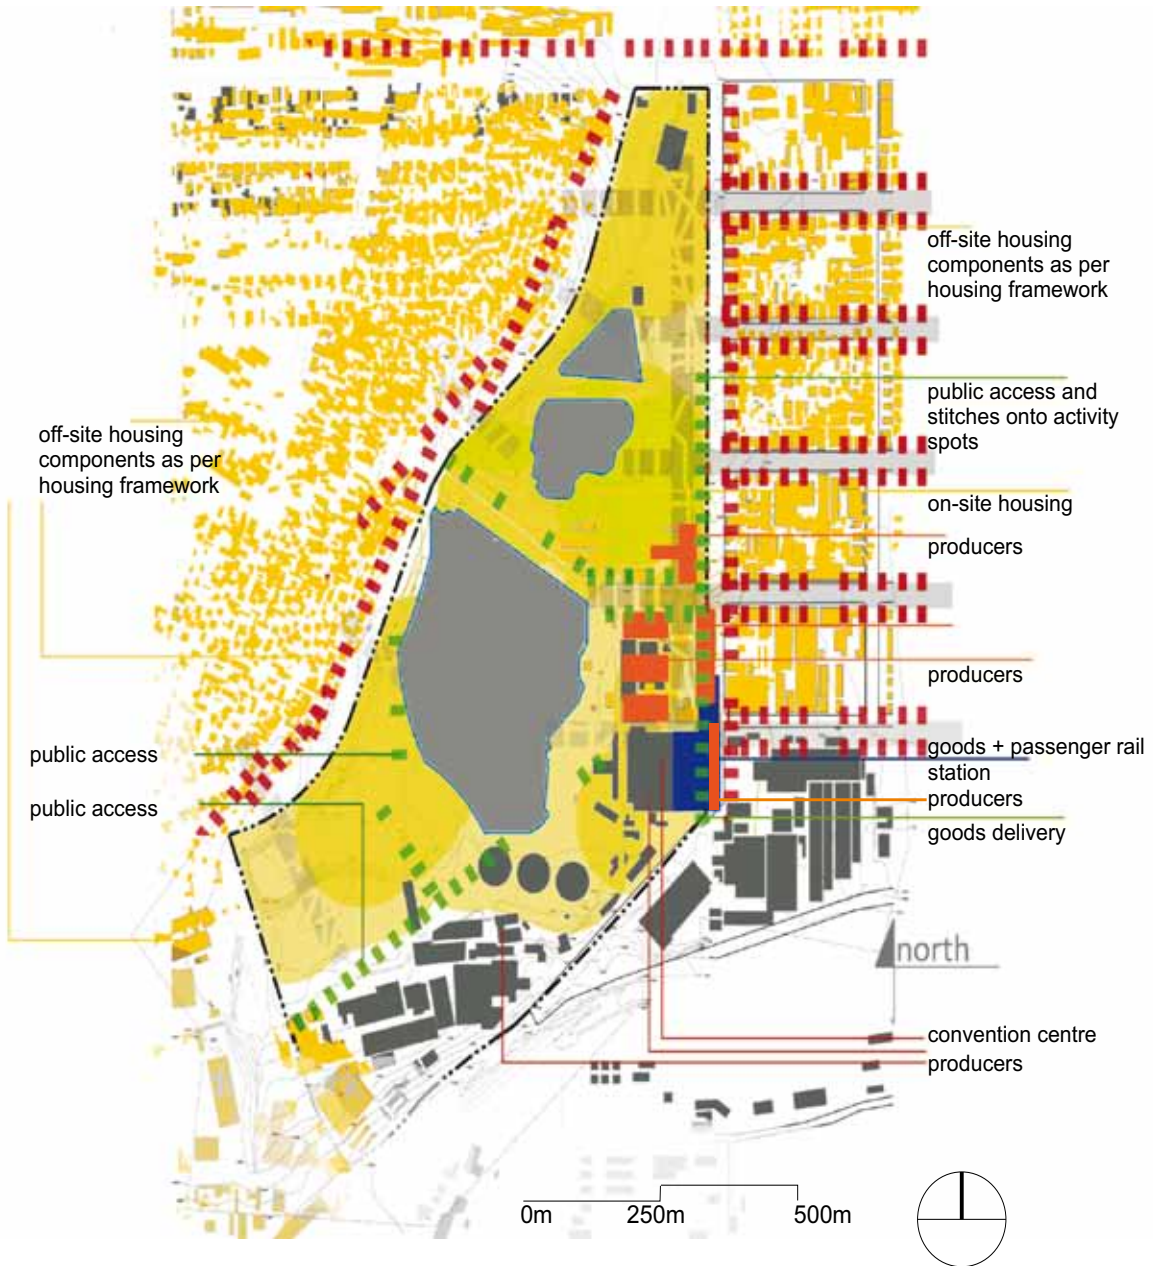 off-site housing
components as per
housing framework
public access and
stitches onto activity
spots
off-site housing
components as per
housing framework
on-site housing
producers
producers
public access
goods + passenger rail
station
public access
producers
goods delivery
north
convention centre
producers
0m
250m
500m